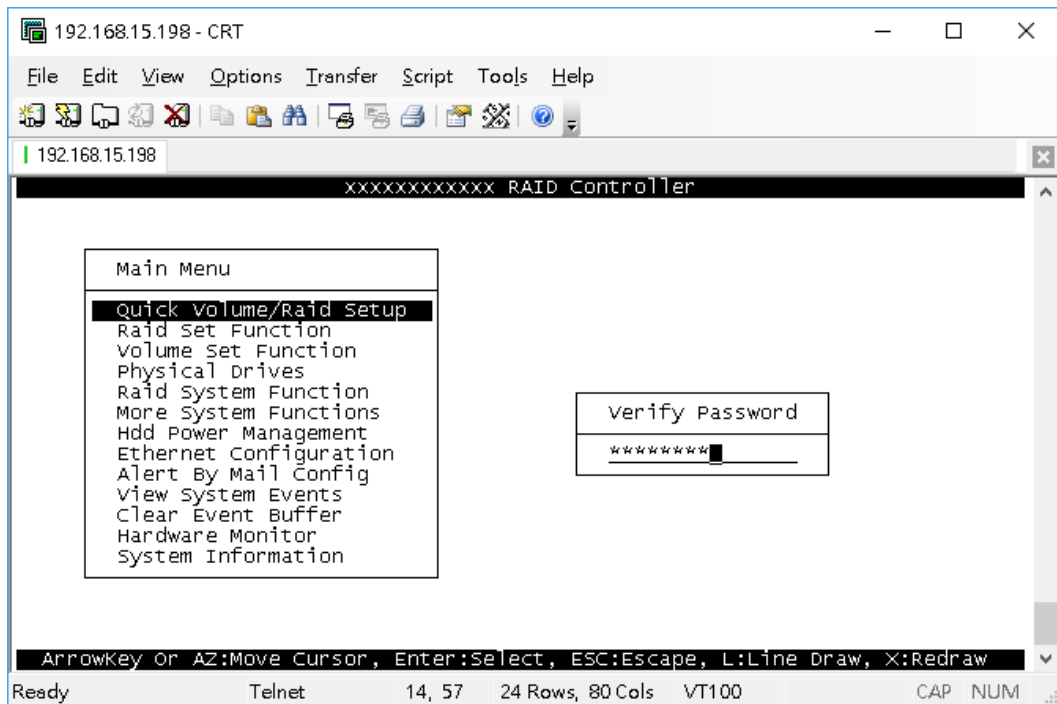 192.168.15.198 - CRT
File Edit View Options Transfer Script Tools Help
192.168.15.198
xxxxxxxxxxxx RAID Controller
Main Menu
Quick Volume/Raid Setup
Raid Set Function
Volume Set Function
Physical Drives
Raid System Function
More System Functions
Hdd Power Management
Ethernet Configuration
Alert By Mail Config
View System Events
Clear Event Buffer
Hardware Monitor
System Information
Verify Password
********
ArrowKey Or AZ:Move Cursor, Enter:Select, ESC:Escape, L:Line Draw, X:Redraw
Ready Telnet 14, 57 24 Rows, 80 Cols VT100 CAP NUM